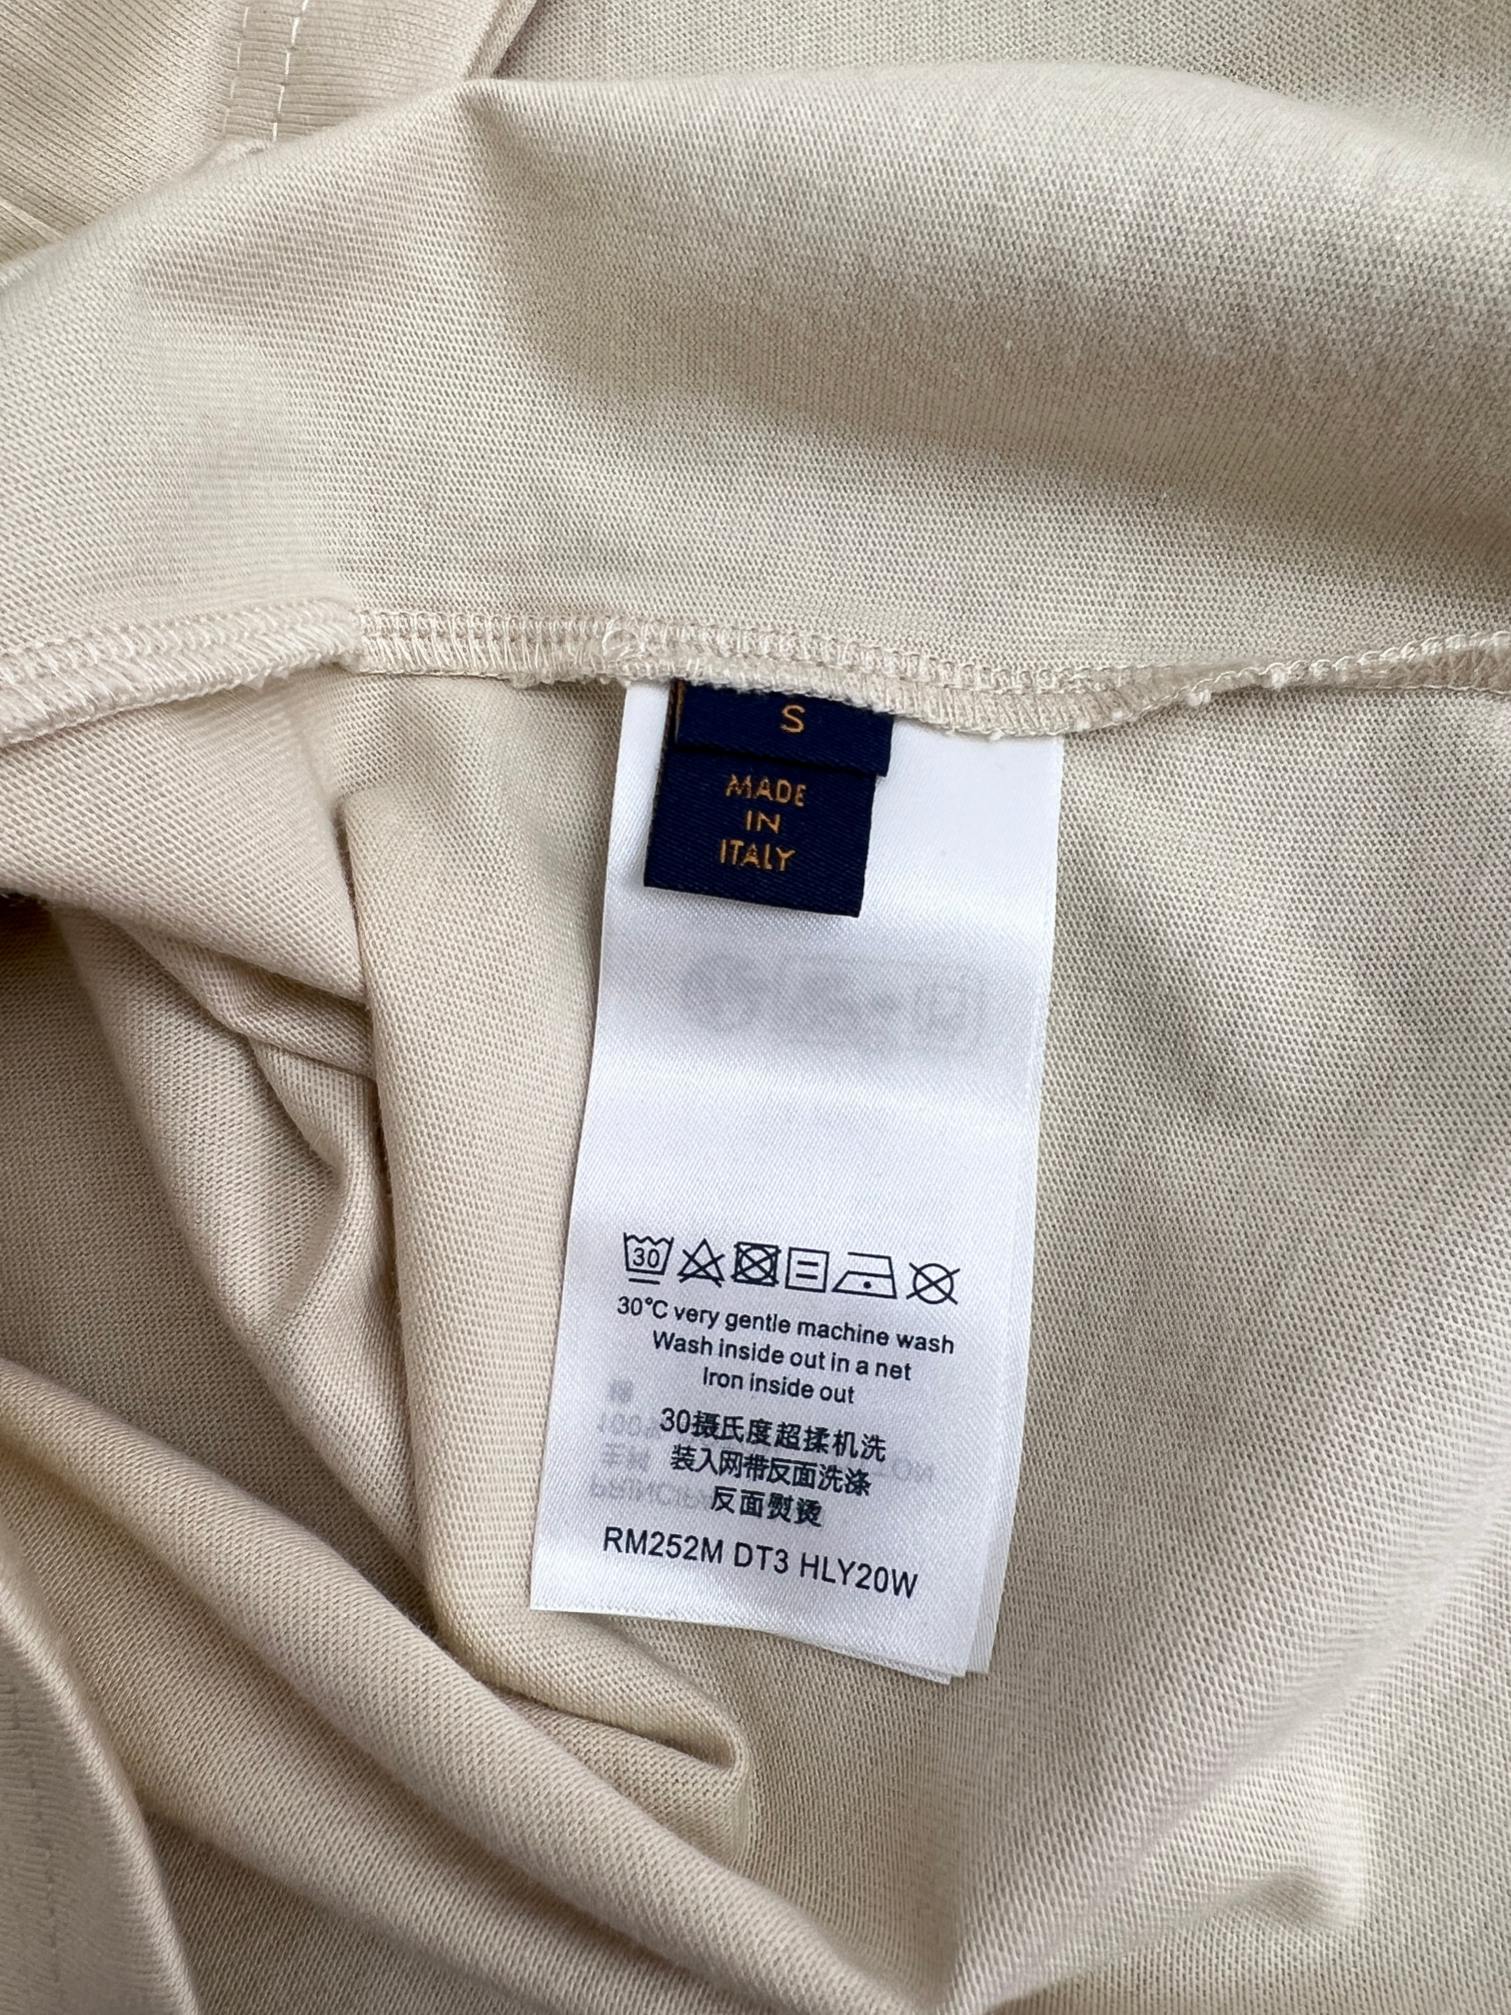 S
MADE
IN
ITALY
30
30°C very gentle machine wash
Wash inside out in a net
Iron inside out
30摄氏度超揉机洗
装入网带反面洗涤
反面熨烫
RM252M DT3 HLY20W